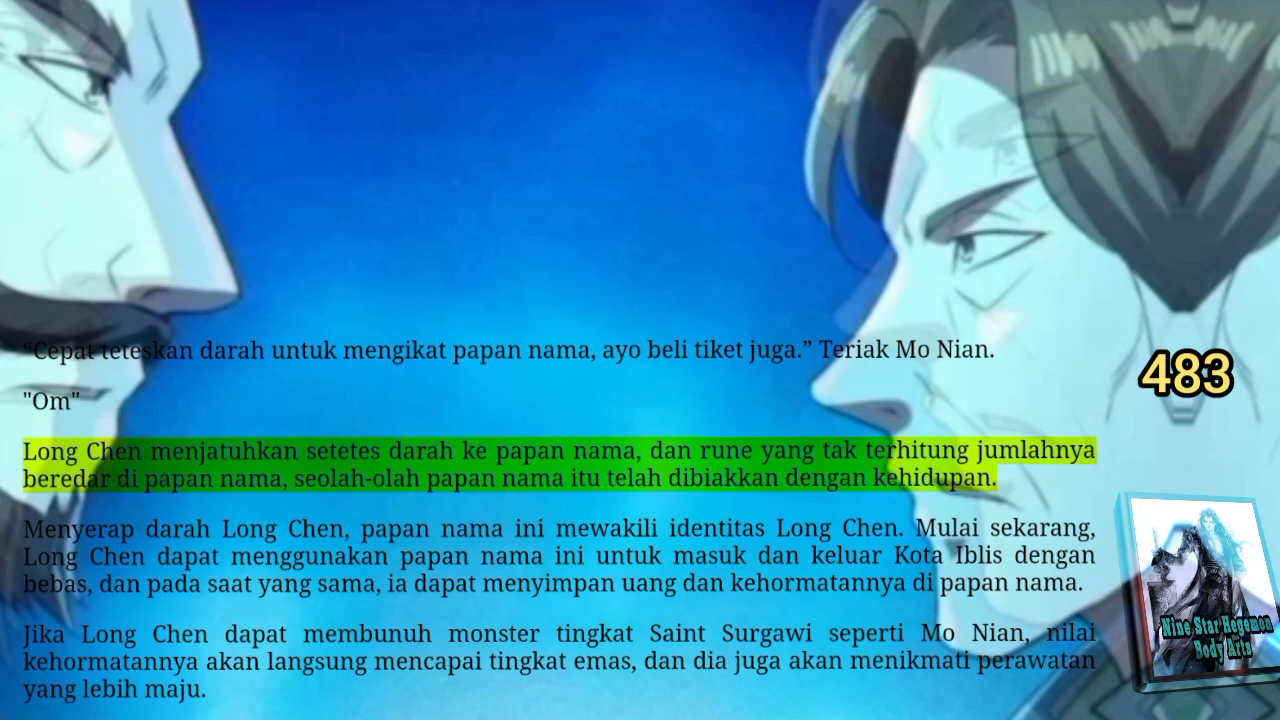 “Cepat teteskan darah untuk mengikat papan nama, ayo beli tiket juga.” Teriak Mo Nian.
"Om"
Long Chen menjatuhkan setetes darah ke papan nama, dan rune yang tak terhitung jumlahnya
beredar di papan nama, seolah-olah papan nama itu telah dibiakkan dengan kehidupan.
Menyerap darah Long Chen, papan nama ini mewakili identitas Long Chen. Mulai sekarang,
Long Chen dapat menggunakan papan nama ini untuk masuk dan keluar Kota Iblis dengan
bebas, dan pada saat yang sama, ia dapat menyimpan uang dan kehormatannya di papan nama.
Jika Long Chen dapat membunuh monster tingkat Saint Surgawi seperti Mo Nian, nilai
kehormatannya akan langsung mencapai tingkat emas, dan dia juga akan menikmati perawatan
yang lebih maju.
483
Nine Star Hegemon
Body Arts